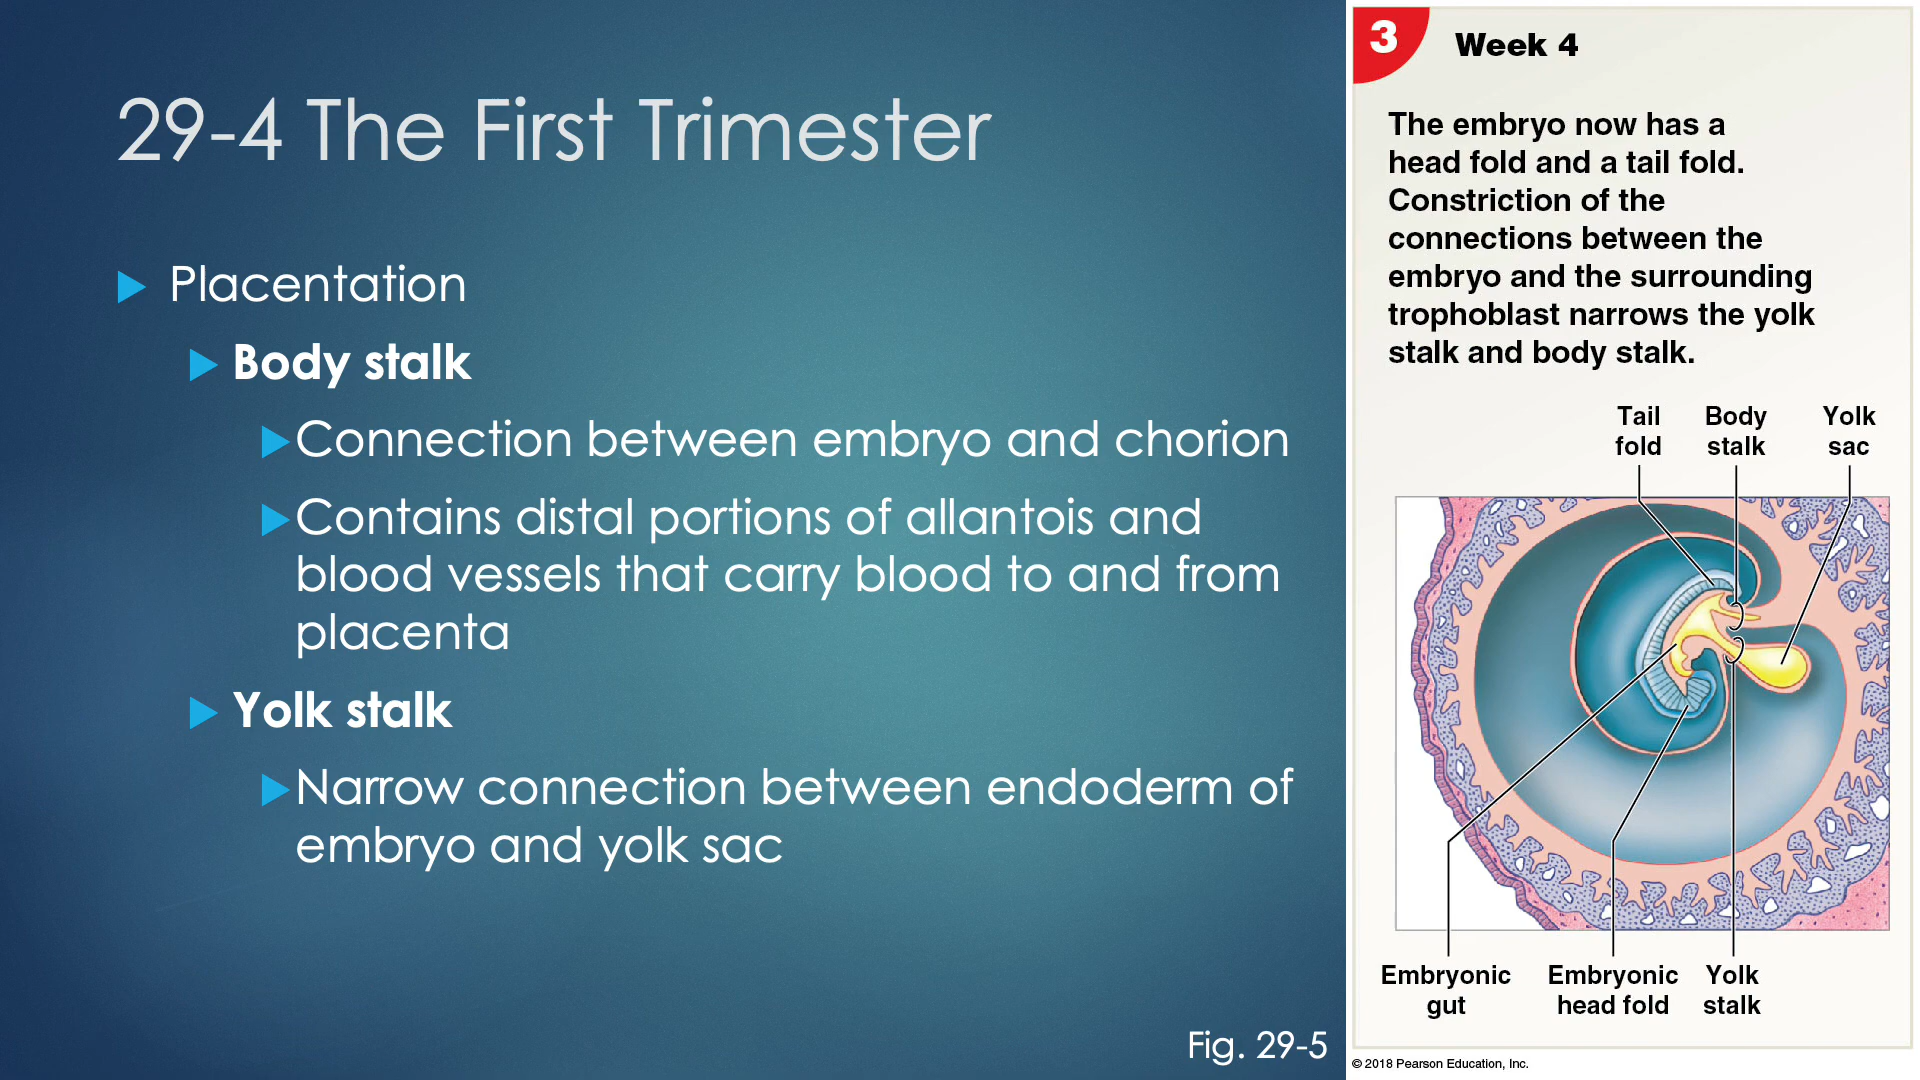 29-4 The First Trimester
Placentation
Body stalk
Connection between embryo and chorion
Contains distal portions of allantois and
blood vessels that carry blood to and from
placenta
Yolk stalk
Narrow connection between endoderm of
embryo and yolk sac
Fig. 29-5
3
Week 4
The embryo now has a
head fold and a tail fold.
Constriction of the
connections between the
embryo and the surrounding
trophoblast narrows the yolk
stalk and body stalk.
Tail
fold
Body
stalk
Yolk
sac
Embryonic
gut
Embryonic
head fold
Yolk
stalk
© 2018 Pearson Education, Inc.